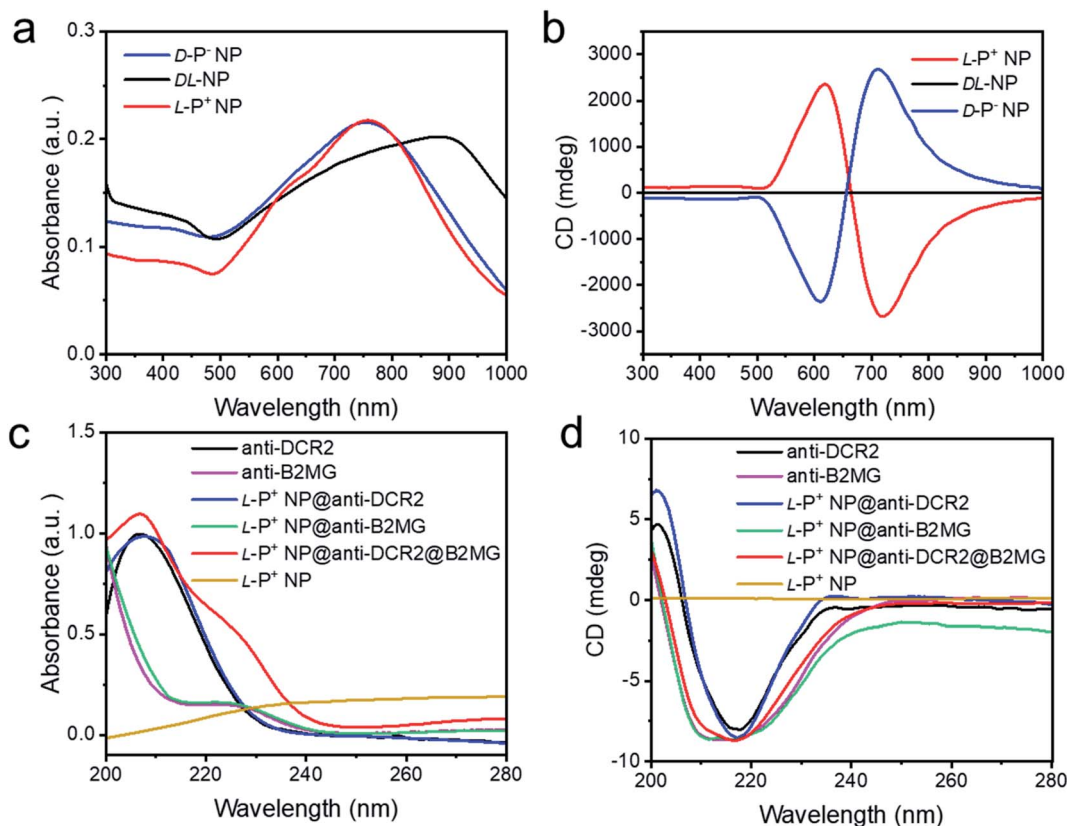 a
0.3
0.2
0.1
0.0
Absorbance (a.u. )
D-P⁻ NP
DL-NP
L-P⁺ NP
300 400 500 600 700 800 900 1000
Wavelength (nm)
b
3000
2000
1000
0
-1000
-2000
-3000
CD (mdeg)
L-P⁺ NP
DL-NP
D-P⁻ NP
300 400 500 600 700 800 900 1000
Wavelength (nm)
c
1.5
1.0
0.5
0.0
Absorbance (a.u. )
anti-DCR2
anti-B2MG
L-P⁺ NP@anti-DCR2
L-P⁺ NP@anti-B2MG
L-P⁺ NP@anti-DCR2@B2MG
L-P⁺ NP
200 220 240 260 280
Wavelength (nm)
d
10
5
0
-5
-10
CD (mdeg)
anti-DCR2
anti-B2MG
L-P⁺ NP@anti-DCR2
L-P⁺ NP@anti-B2MG
L-P⁺ NP@anti-DCR2@B2MG
L-P⁺ NP
200 220 240 260 280
Wavelength (nm)